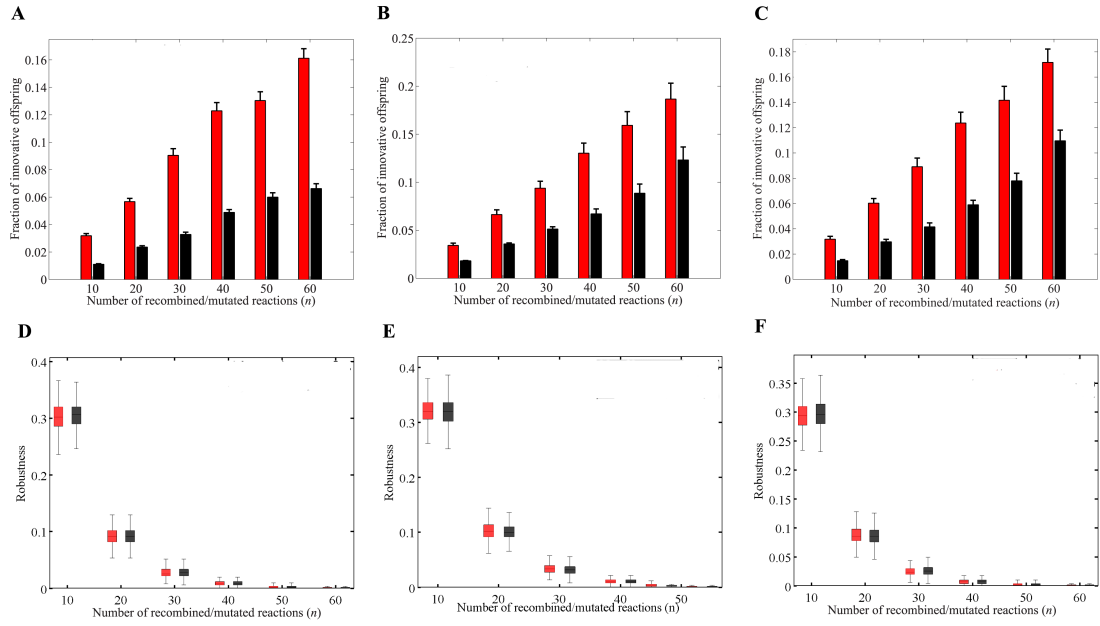 A
Fraction of innovative offspring
0.16
0.14
0.12
0.1
0.08
0.06
0.04
0.02
0
10 20 30 40 50 60
Number of recombined/mutated reactions (n)
B
Fraction of innovative offspring
0.25
0.2
0.15
0.1
0.05
0
10 20 30 40 50 60
Number of recombined/mutated reactions (n)
C
Fraction of innovative offspring
0.18
0.16
0.14
0.12
0.1
0.08
0.06
0.04
0.02
0
10 20 30 40 50 60
Number of recombined/mutated reactions (n)
D
Robustness
0.4
0.3
0.2
0.1
0
10 20 30 40 50 60
Number of recombined/mutated reactions (n)
E
Robustness
0.4
0.3
0.2
0.1
0
10 20 30 40 50
Number of recombined/mutated reactions (n)
F
Robustness
0.35
0.3
0.25
0.2
0.15
0.1
0.05
0
10 20 30 40 50 60
Number of recombined/mutated reactions (n)